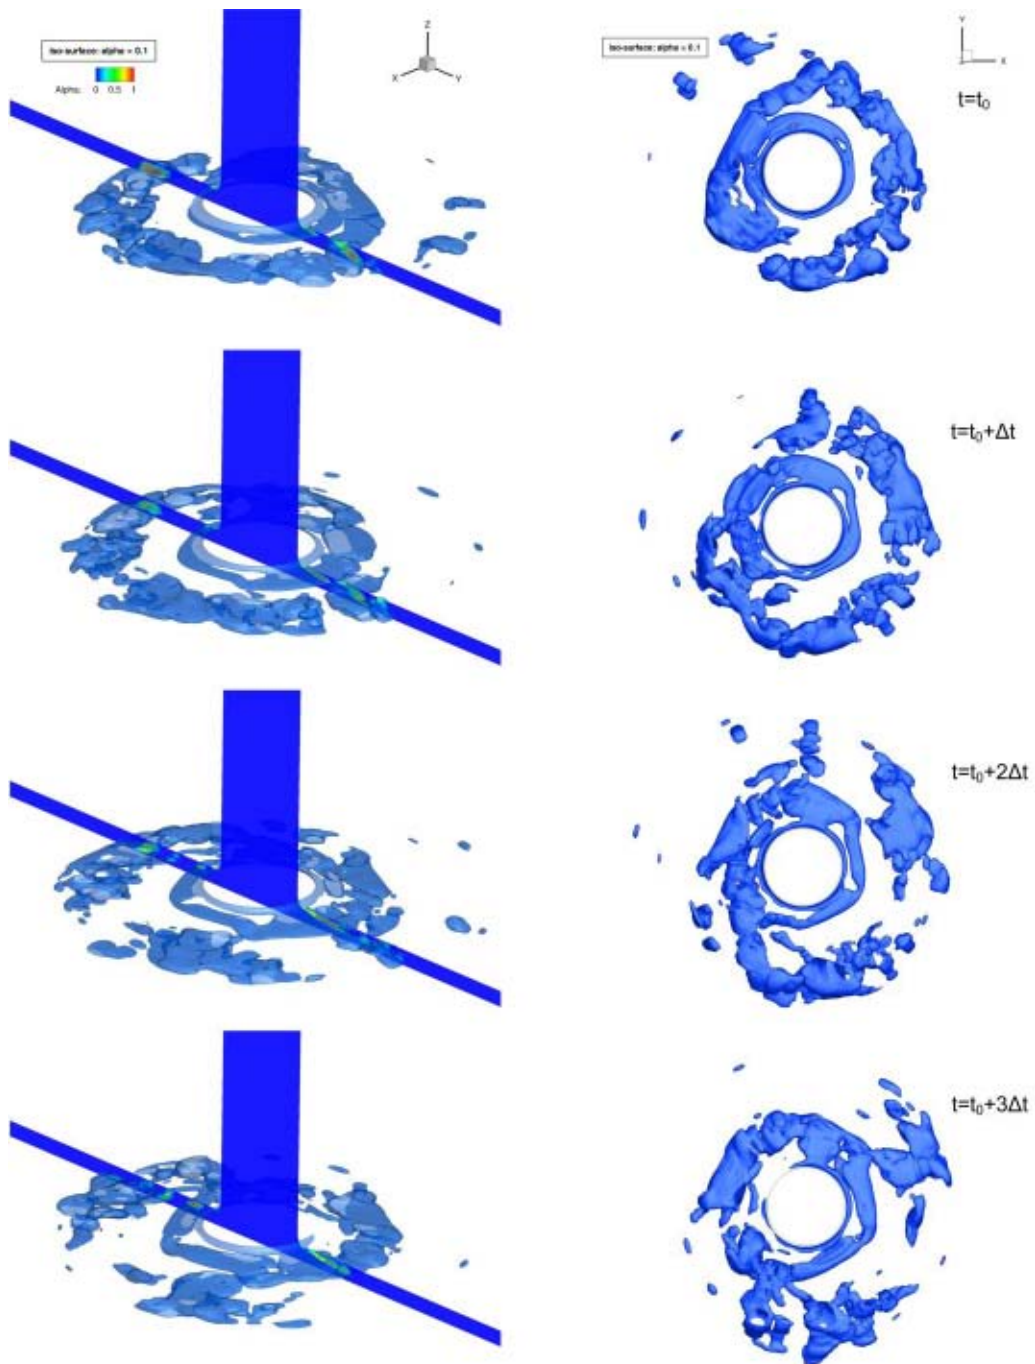 Iso-surface: alpha = 0.1
Alpha: 0 0.5 1
Z
X
Y
Iso-surface: alpha = 0.1
Y
Z
X
t=t₀
t=t₀+Δt
t=t₀+2Δt
t=t₀+3Δt